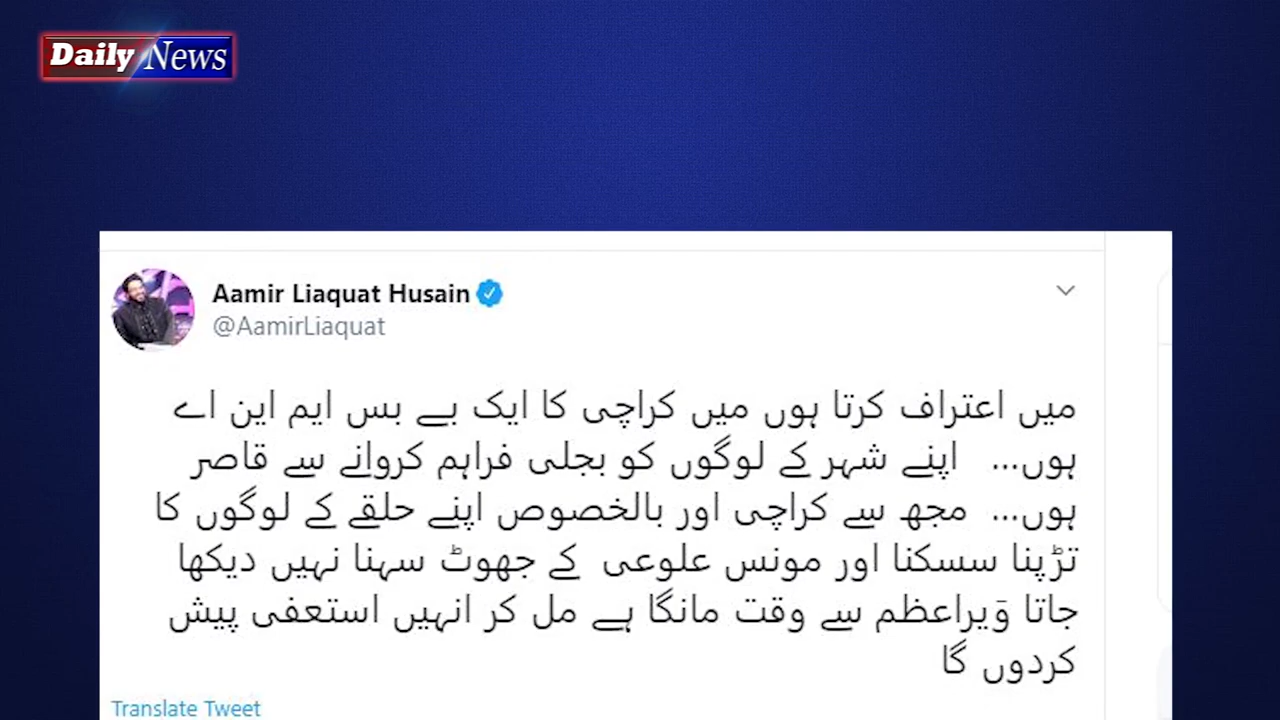 Daily News
Aamir Liaquat Husain
@AamirLiaquat
میں اعتراف کرتا ہوں میں کراچی کا ایک بے بس ایم این اے
ہوں... اپنے شہر کے لوگوں کو بجلی فراہم کروانے سے قاصر
ہوں... مجھ سے کراچی اور بالخصوص اپنے حلقے کے لوگوں کا
تڑپنا سسکنا اور مونس علوعی کے جھوٹ سہنا نہیں دیکھا
جاتا وَیراعظم سے وقت مانگا ہے مل کر انہیں استعفی پیش
کردوں گا
Translate Tweet